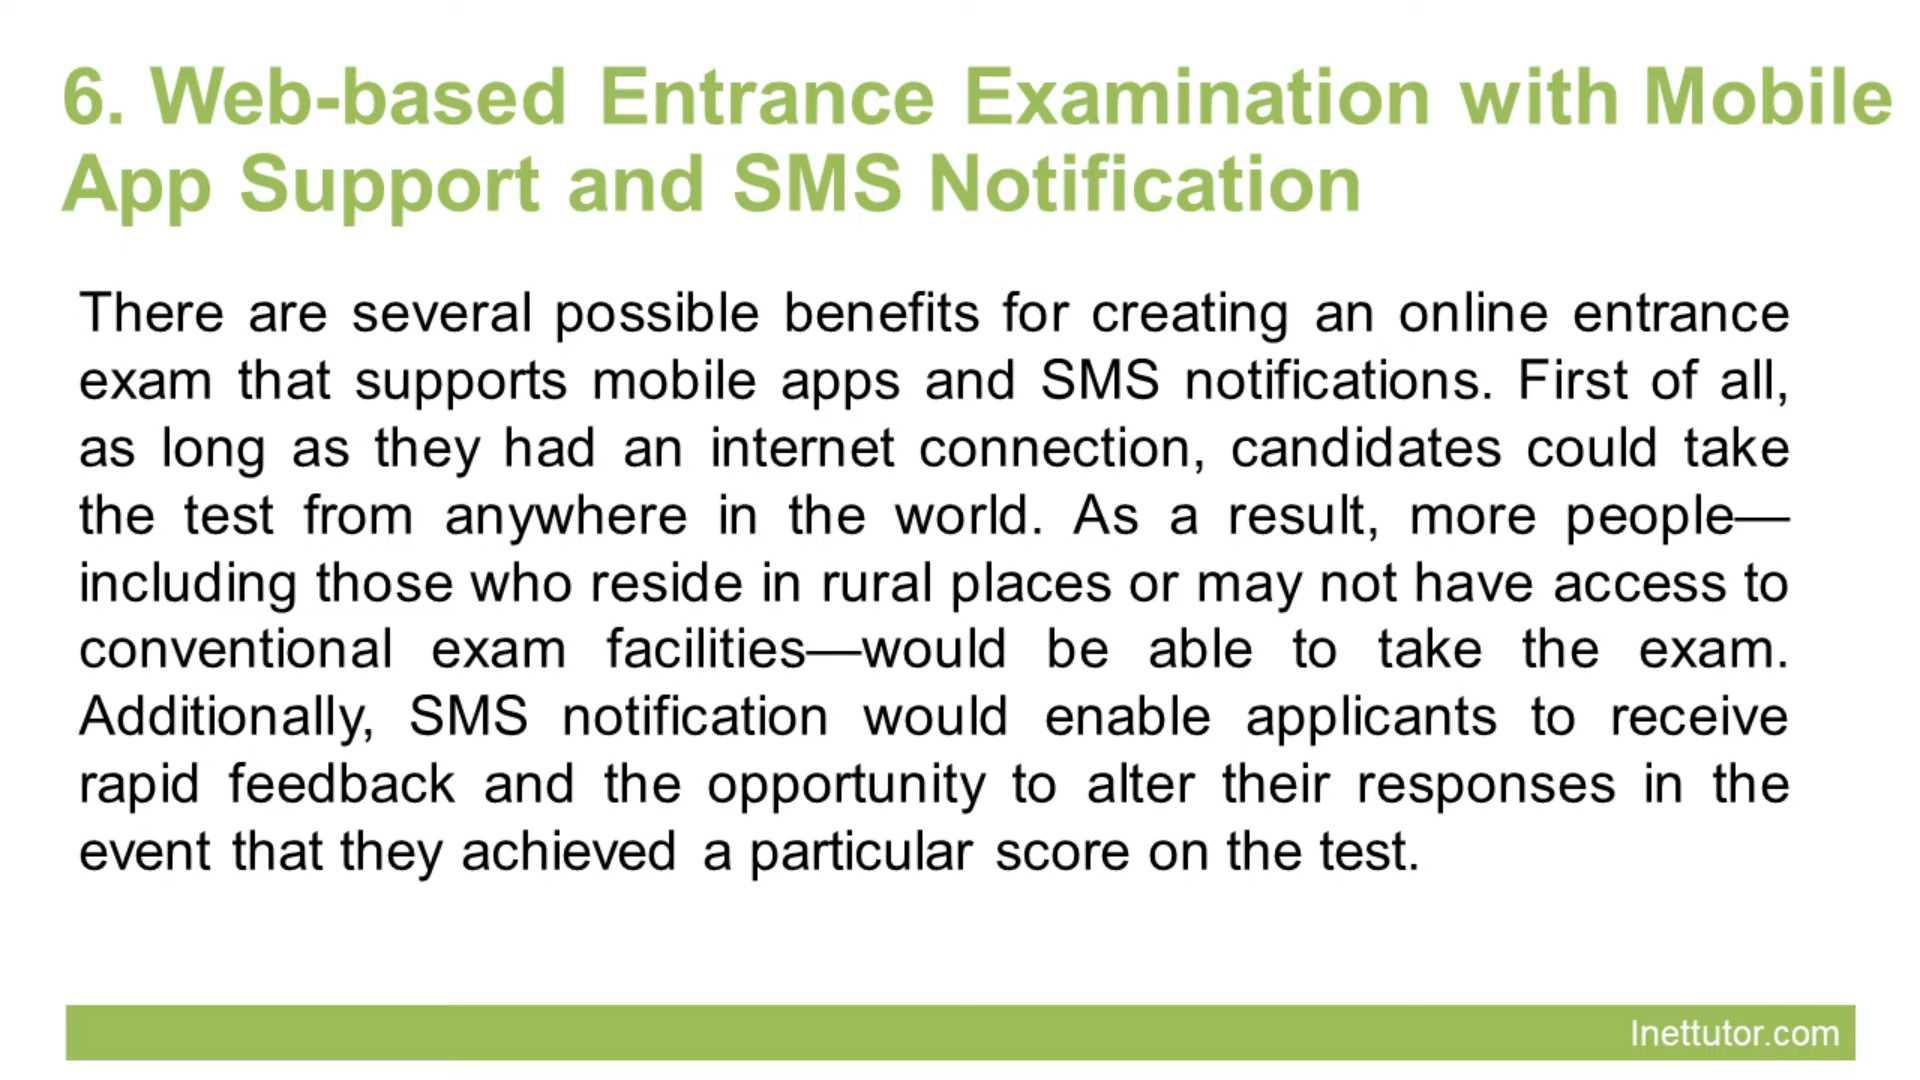 6. Web-based Entrance Examination with Mobile
App Support and SMS Notification
There are several possible benefits for creating an online entrance
exam that supports mobile apps and SMS notifications. First of all,
as long as they had an internet connection, candidates could take
the test from anywhere in the world. As a result, more people—
including those who reside in rural places or may not have access to
conventional exam facilities—would be able to take the exam.
Additionally, SMS notification would enable applicants to receive
rapid feedback and the opportunity to alter their responses in the
event that they achieved a particular score on the test.
Inettutor.com